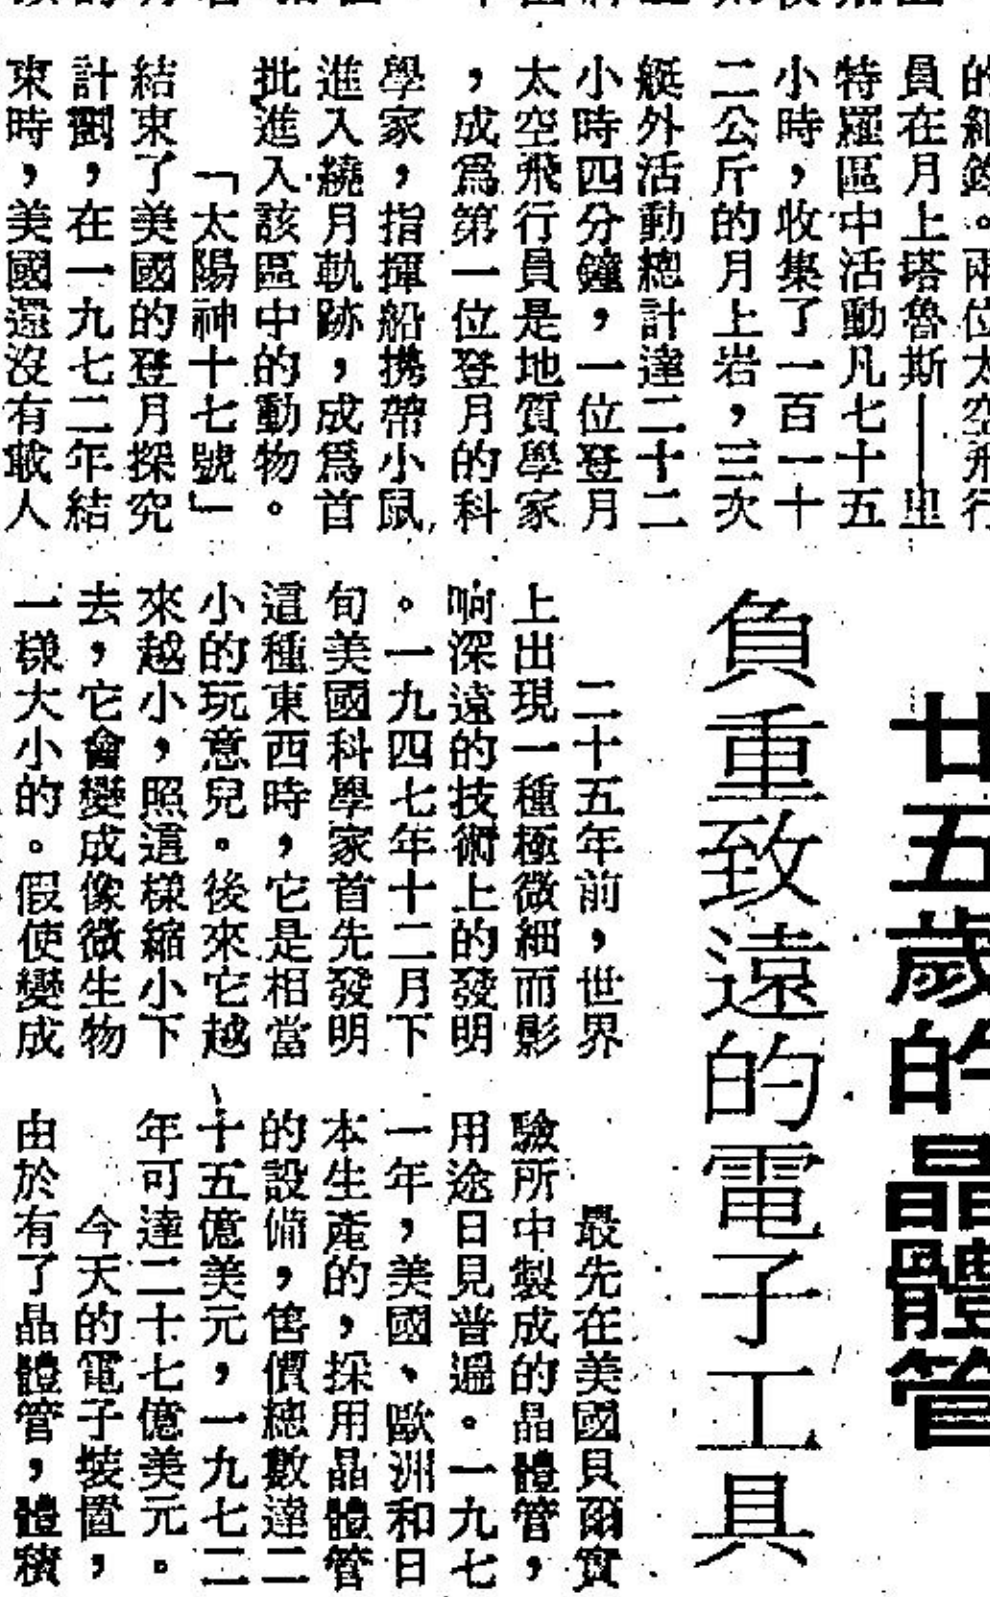 的紀錄。兩位太空飛行
員在月上塔魯斯——里
特羅區中活動凡七十五
小時，收集了一百一十
二公斤的月上岩，三次
艇外活動總計達二十二
小時四分鐘，一位登月
太空飛行員是地質學家
，成爲第一位登月的科
學家，指揮船携帶小鼠
進入繞月軌跡，成爲首
批進入該區中的動物。
「太陽神十七號」
結束了美國的登月探究
計劃，在一九七二年結
束時，美國還沒有載人
廿五歲的晶體管
負重致遠的電子工具
二十五年前，世界
上出現一種極微細而影
响深遠的技術上的發明
。一九四七年十二月下
旬美國科學家首先發明
這種東西時，它是相當
小的玩意兒。後來它越
來越小，照這樣縮小下
去，它會變成像微生物
一樣大小的。假使變成
最先在美國貝爾實
驗所中製成的晶體管，
用途日見普遍。一九七
一年，美國、歐洲和日
本生產的，採用晶體管
的設備，售價總數達二
十五億美元，一九七二
年可達二十七億美元。
今天的電子裝置，
由於有了晶體管，體積